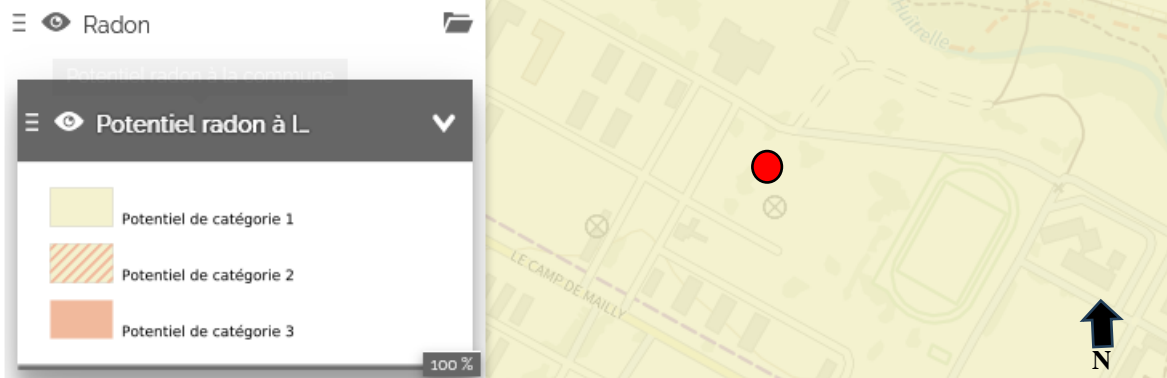 Radon
Potentiel radon à la commune
Potentiel radon à l...
Potentiel de catégorie 1
Potentiel de catégorie 2
Potentiel de catégorie 3
100 %
Huitrelle
LE CAMP DE MAILLY
N